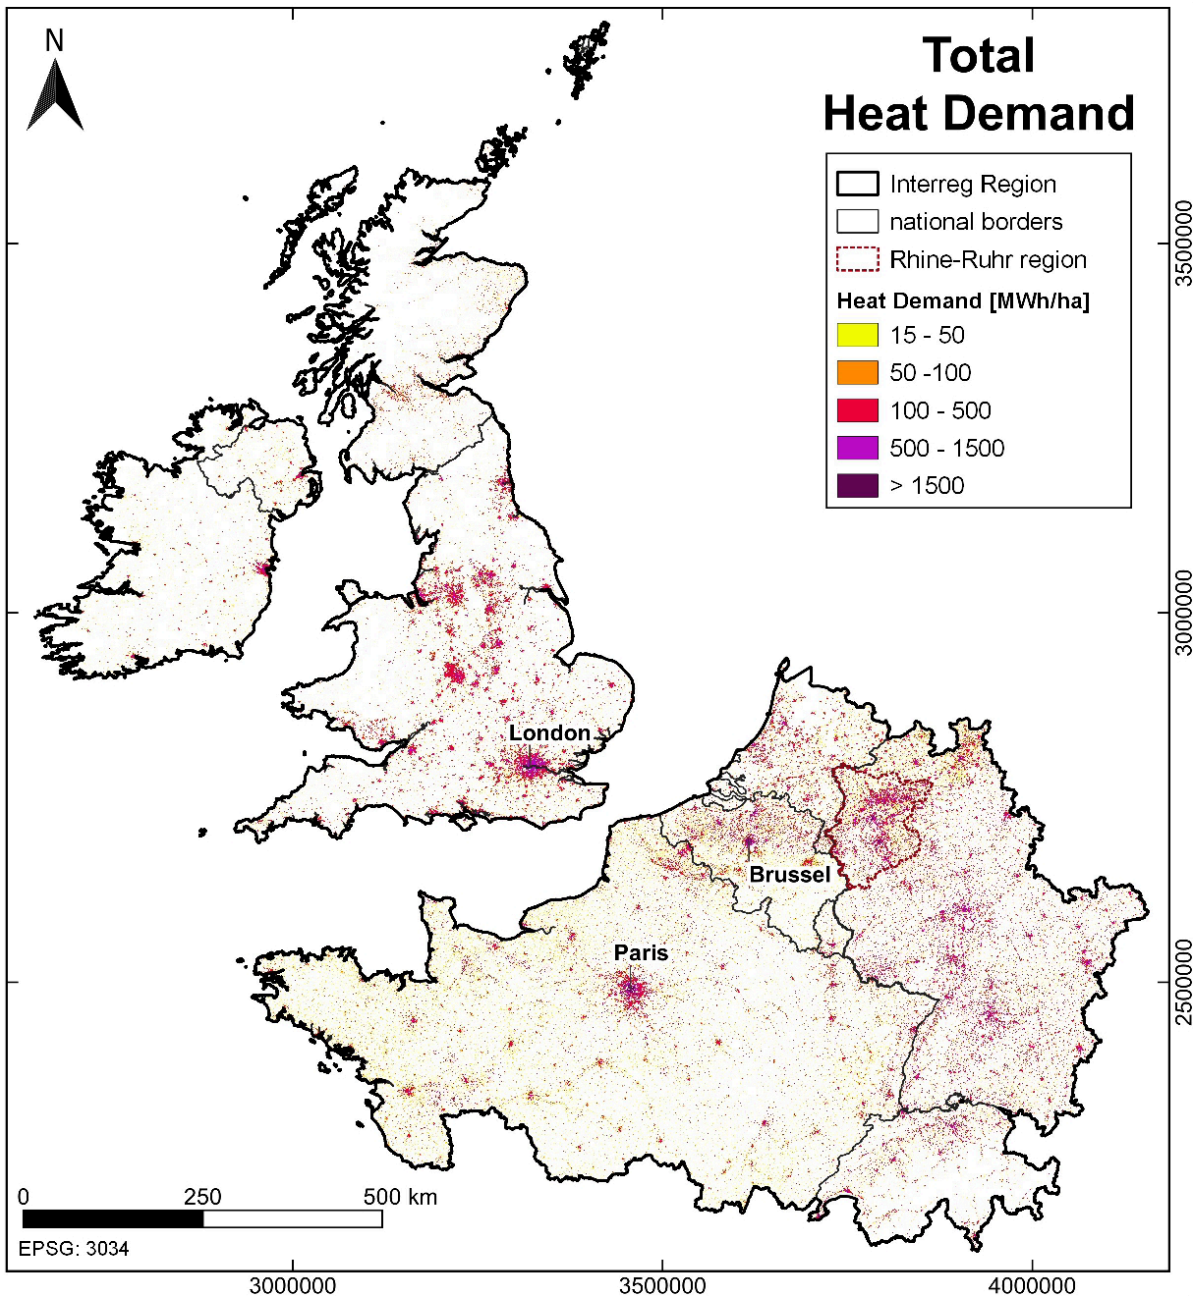 N
Total
Heat Demand
Interreg Region
national borders
Rhine-Ruhr region
Heat Demand [MWh/ha]
15 - 50
50 -100
100 - 500
500 - 1500
> 1500
3500000
3000000
2500000
London
Brussel
Paris
0 250 500 km
EPSG: 3034
3000000 3500000 4000000